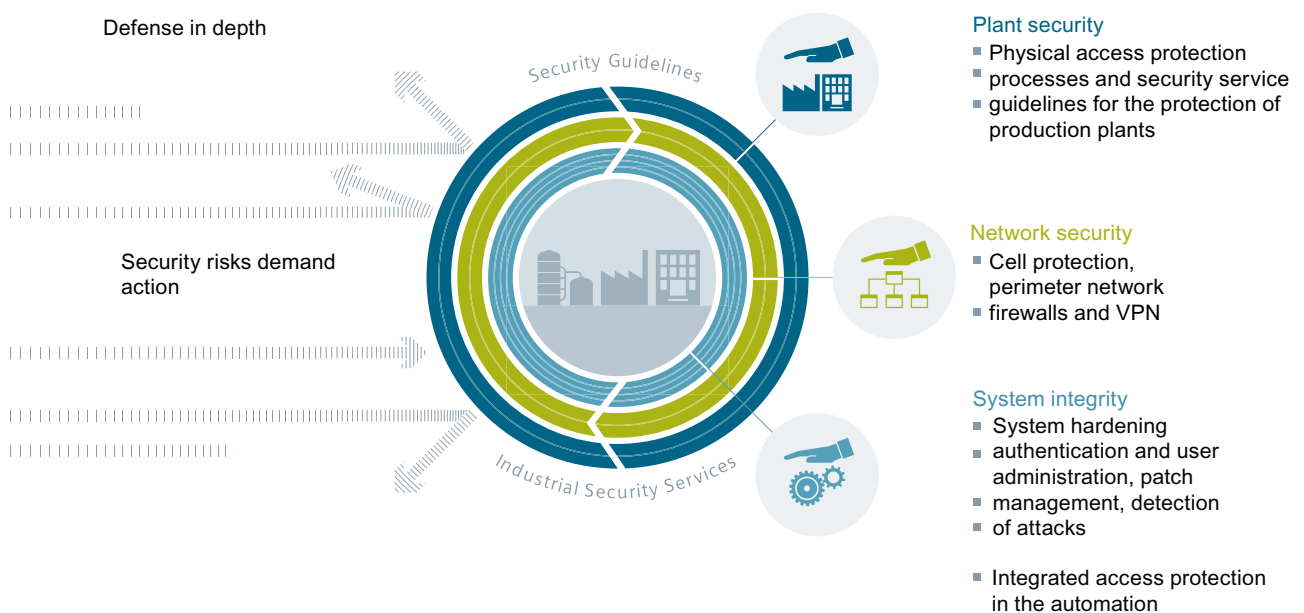 Defense in depth
Security risks demand
action
Security Guidelines
Industrial Security Services
Plant security
Physical access protection
processes and security service
guidelines for the protection of
production plants
Network security
Cell protection,
perimeter network
firewalls and VPN
System integrity
System hardening
authentication and user
administration, patch
management, detection
of attacks
Integrated access protection
in the automation